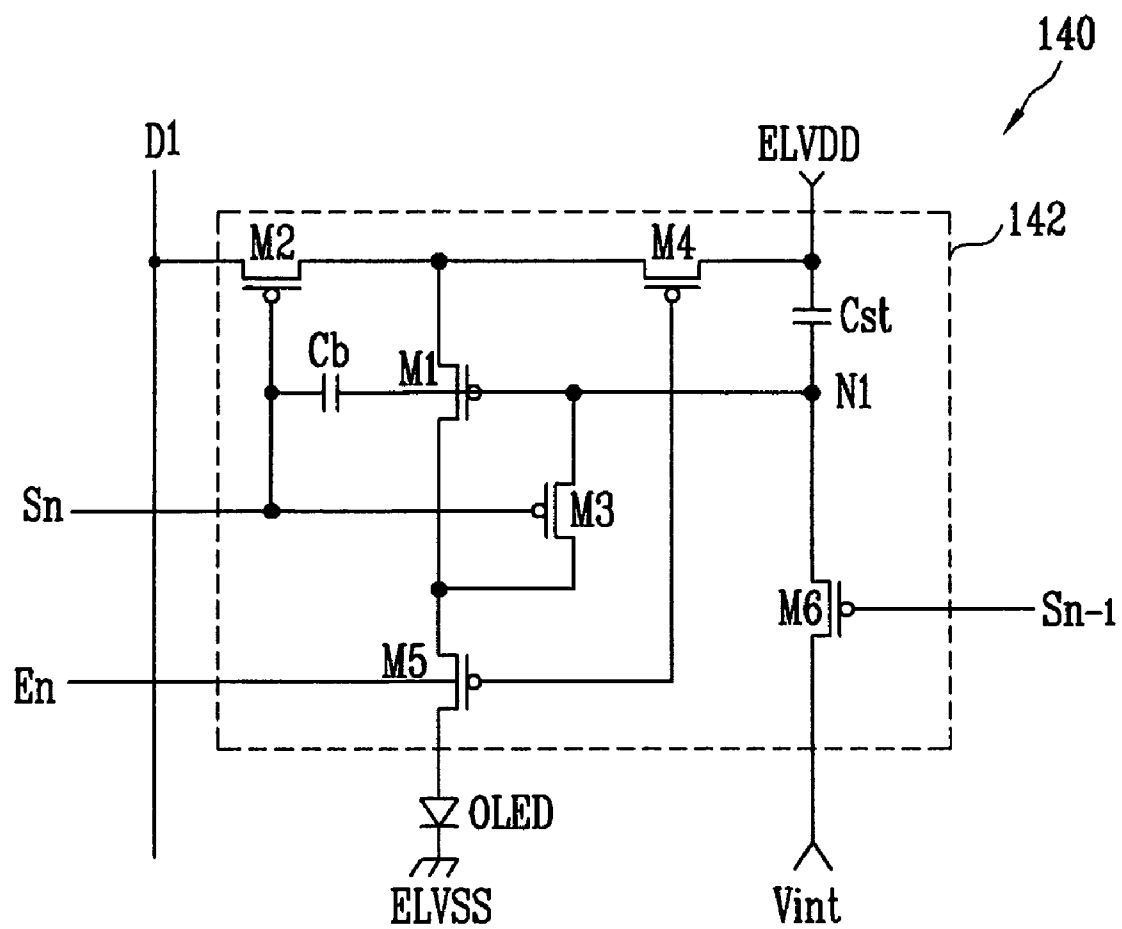 140
D1
ELVDD
142
M2
M4
Cst
Cb
M1
N1
Sn
M3
M6
Sn-1
M5
En
OLED
ELVSS
Vint